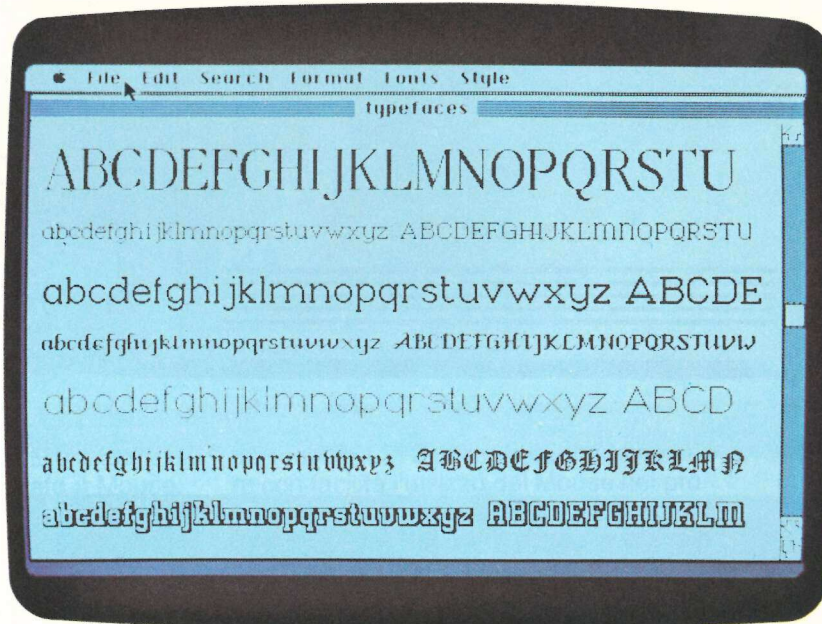 File Edit Search Format Fonts Style
typefaces
ABCDEFGHIJKLMNOPQRSTU
abcdefghijklmnopqrstuvwxyz ABCDEFGHIJKLMNOPQRSTU
abcdefghijklmnopqrstuvwxyz ABCDE
abcdefghijklmnopqrstuvwxyz ABCDEFGHIJKLMNOPQRSTUVW
abcdefghijklmnopqrstuvwxyz ABCD
abcdefghijklmnopqrstuvwxyz ABCDEFGHIJKLMN
abcdefghijklmnopqrstuvwxyz ABCDEFGHIJKLM